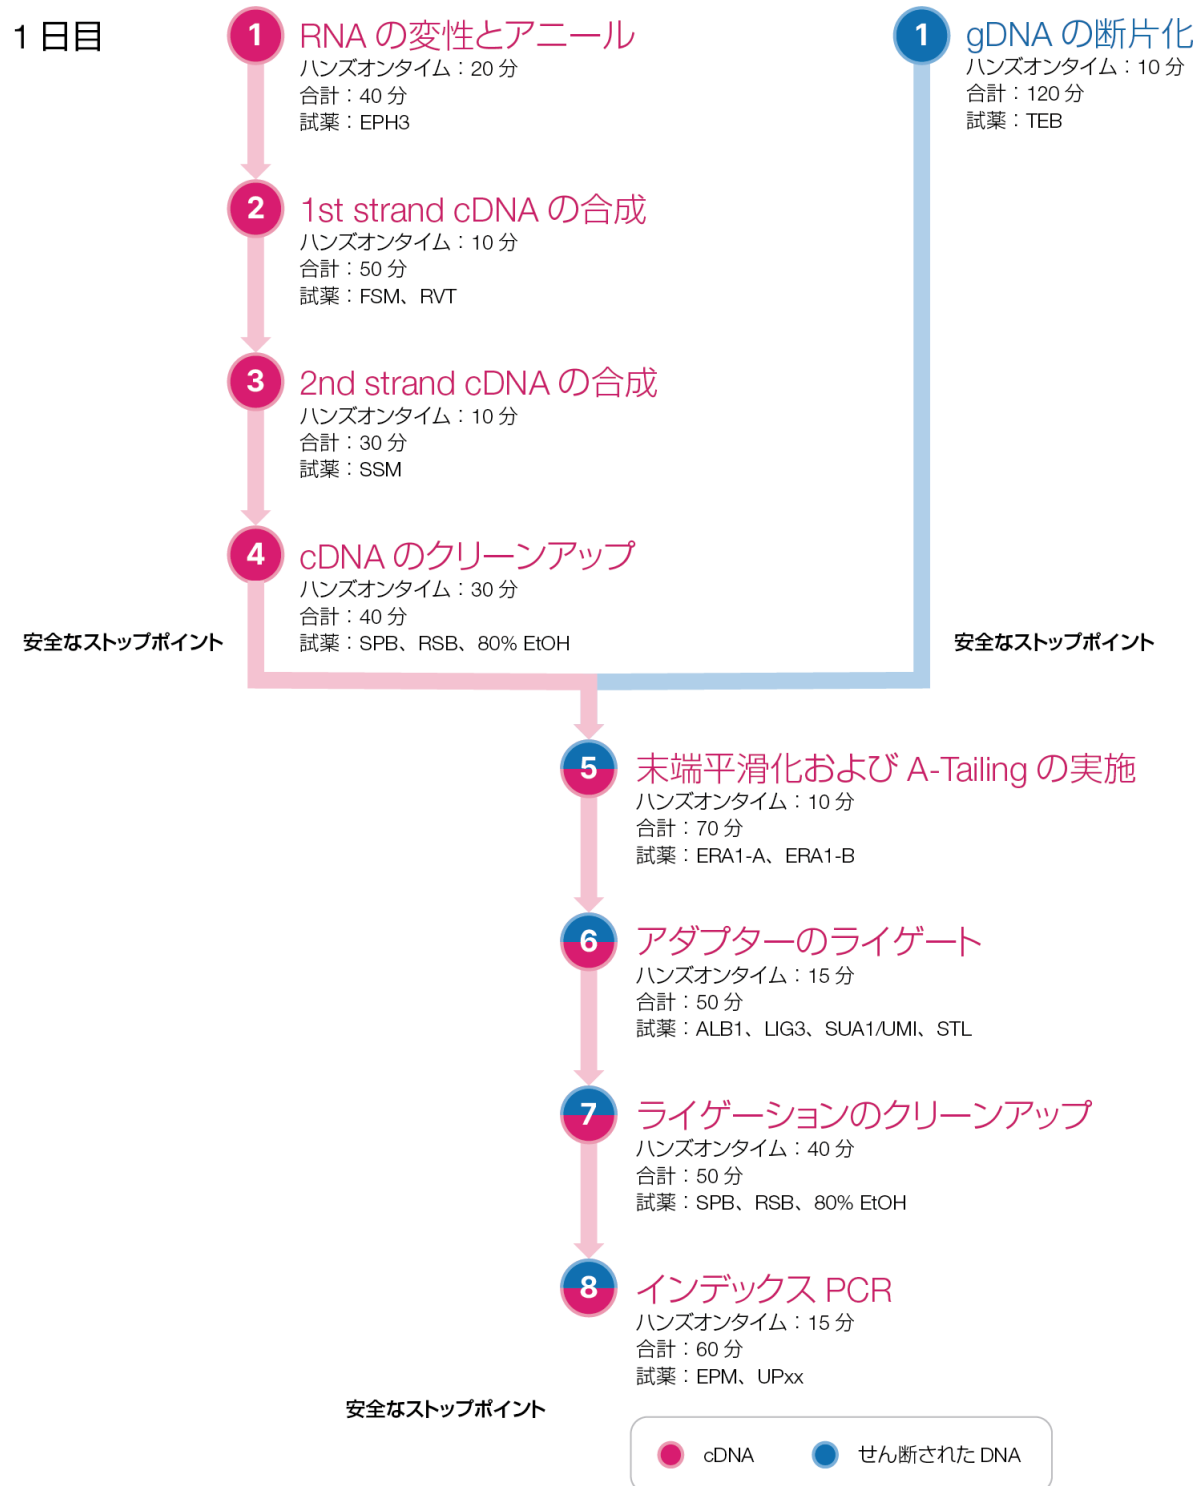 1 日目
1
RNA の変性とアニール
ハンズオンタイム：20 分
合計：40 分
試薬：EPH3
1
gDNA の断片化
ハンズオンタイム：10 分
合計：120 分
試薬：TEB
2
1st strand cDNA の合成
ハンズオンタイム：10 分
合計：50 分
試薬：FSM、RVT
3
2nd strand cDNA の合成
ハンズオンタイム：10 分
合計：30 分
試薬：SSM
4
cDNA のクリーンアップ
ハンズオンタイム：30 分
合計：40 分
試薬：SPB、RSB、80% EtOH
安全なストップポイント
安全なストップポイント
5
末端平滑化および A-Tailing の実施
ハンズオンタイム：10 分
合計：70 分
試薬：ERA1-A、ERA1-B
6
アダプターのライゲート
ハンズオンタイム：15 分
合計：50 分
試薬：ALB1、LIG3、SUA1/UMI、STL
7
ライゲーションのクリーンアップ
ハンズオンタイム：40 分
合計：50 分
試薬：SPB、RSB、80% EtOH
8
インデックス PCR
ハンズオンタイム：15 分
合計：60 分
試薬：EPM、UPxx
安全なストップポイント
cDNA
せん断された DNA